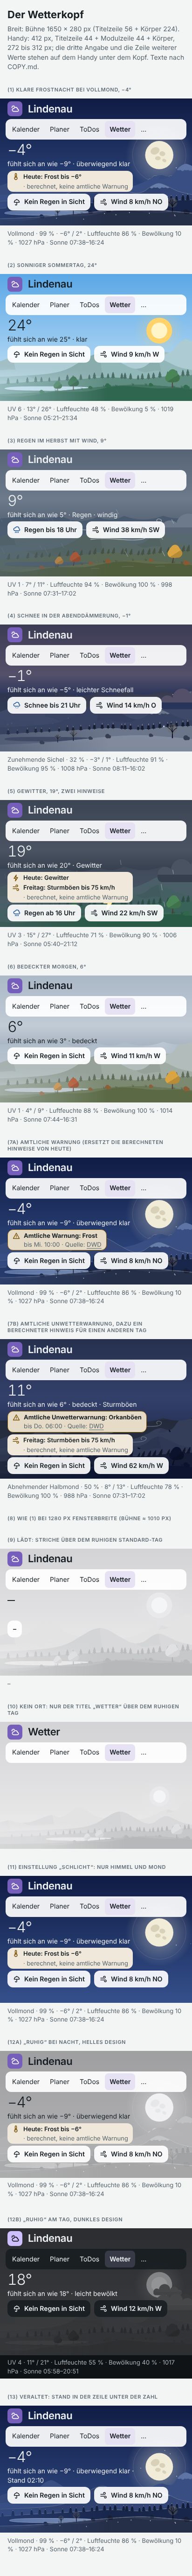 Der Wetterkopf
Breit: Bühne 1650 × 280 px (Titelzeile 56 + Körper 224).
Handy: 412 px, Titelzeile 44 + Modulzeile 44 + Körper,
272 bis 312 px; die dritte Angabe und die Zeile weiterer
Werte stehen am Handy unter dem Kopf. Texte nach
COPY.md.
(1) KLARE FROSTNACHT BEI VOLLMOND, −4°
Lindenau
Kalender Planer ToDos Wetter ...
−4°
fühlt sich an wie −9° · überwiegend klar
Heute: Frost bis −6°
· berechnet, keine amtliche Warnung
Kein Regen in Sicht Wind 8 km/h NO
Vollmond · 99 % · −6° / 2° · Luftfeuchte 86 % · Bewölkung 10
% · 1027 hPa · Sonne 07:38–16:24
(2) SONNIGER SOMMERTAG, 24°
Lindenau
Kalender Planer ToDos Wetter ...
24°
fühlt sich an wie 25° · klar
Kein Regen in Sicht Wind 9 km/h W
UV 6 · 13° / 26° · Luftfeuchte 48 % · Bewölkung 5 % · 1019
hPa · Sonne 05:21–21:34
(3) REGEN IM HERBST MIT WIND, 9°
Lindenau
Kalender Planer ToDos Wetter ...
9°
fühlt sich an wie 5° · Regen · windig
Regen bis 18 Uhr Wind 38 km/h SW
UV 1 · 7° / 11° · Luftfeuchte 94 % · Bewölkung 100 % · 998
hPa · Sonne 07:31–17:02
(4) SCHNEE IN DER ABENDDÄMMERUNG, −1°
Lindenau
Kalender Planer ToDos Wetter ...
−1°
fühlt sich an wie −5° · leichter Schneefall
Schnee bis 21 Uhr Wind 14 km/h O
Zunehmende Sichel · 32 % · −3° / 1° · Luftfeuchte 91 % ·
Bewölkung 95 % · 1008 hPa · Sonne 08:11–16:02
(5) GEWITTER, 19°, ZWEI HINWEISE
Lindenau
Kalender Planer ToDos Wetter ...
19°
fühlt sich an wie 20° · Gewitter
Heute: Gewitter
Freitag: Sturmböen bis 75 km/h
· berechnet, keine amtliche Warnung
Regen ab 16 Uhr Wind 22 km/h SW
UV 3 · 15° / 27° · Luftfeuchte 71 % · Bewölkung 90 % · 1006
hPa · Sonne 05:40–21:12
(6) BEDECKTER MORGEN, 6°
Lindenau
Kalender Planer ToDos Wetter ...
6°
fühlt sich an wie 3° · bedeckt
Kein Regen in Sicht Wind 11 km/h W
UV 1 · 4° / 9° · Luftfeuchte 88 % · Bewölkung 100 % · 1014
hPa · Sonne 07:44–16:31
(7A) AMTLICHE WARNUNG (ERSETZT DIE BERECHNETEN
HINWEISE VON HEUTE)
Lindenau
Kalender Planer ToDos Wetter ...
−4°
fühlt sich an wie −9° · überwiegend klar
Amtliche Warnung: Frost
bis Mi. 10:00 · Quelle: DWD
Kein Regen in Sicht Wind 8 km/h NO
Vollmond · 99 % · −6° / 2° · Luftfeuchte 86 % · Bewölkung 10
% · 1027 hPa · Sonne 07:38–16:24
(7B) AMTLICHE UNWETTERWARNUNG, DAZU EIN
BERECHNETER HINWEIS FÜR EINEN ANDEREN TAG
Lindenau
Kalender Planer ToDos Wetter ...
11°
fühlt sich an wie 6° · bedeckt · Sturmböen
Amtliche Unwetterwarnung: Orkanböen
bis Do. 06:00 · Quelle: DWD
Freitag: Sturmböen bis 75 km/h
· berechnet, keine amtliche Warnung
Kein Regen in Sicht Wind 62 km/h W
Abnehmender Halbmond · 50 % · 8° / 13° · Luftfeuchte 78 % ·
Bewölkung 100 % · 988 hPa · Sonne 07:31–17:02
(8) WIE (1) BEI 1280 PX FENSTERBREITE (BÜHNE ≈ 1010 PX)
(9) LÄDT: STRICHE ÜBER DEM RUHIGEN STANDARD-TAG
Lindenau
Kalender Planer ToDos Wetter ...
–
–
–
(10) KEIN ORT: NUR DER TITEL „WETTER“ ÜBER DEM RUHIGEN
TAG
Wetter
Kalender Planer ToDos Wetter ...
(11) EINSTELLUNG „SCHLICHT“: NUR HIMMEL UND MOND
Lindenau
Kalender Planer ToDos Wetter ...
−4°
fühlt sich an wie −9° · überwiegend klar
Heute: Frost bis −6°
· berechnet, keine amtliche Warnung
Kein Regen in Sicht Wind 8 km/h NO
Vollmond · 99 % · −6° / 2° · Luftfeuchte 86 % · Bewölkung 10
% · 1027 hPa · Sonne 07:38–16:24
(12A) „RUHIG“ BEI NACHT, HELLES DESIGN
Lindenau
Kalender Planer ToDos Wetter ...
−4°
fühlt sich an wie −9° · überwiegend klar
Heute: Frost bis −6°
· berechnet, keine amtliche Warnung
Kein Regen in Sicht Wind 8 km/h NO
Vollmond · 99 % · −6° / 2° · Luftfeuchte 86 % · Bewölkung 10
% · 1027 hPa · Sonne 07:38–16:24
(12B) „RUHIG“ AM TAG, DUNKLES DESIGN
Lindenau
Kalender Planer ToDos Wetter ...
18°
fühlt sich an wie 18° · leicht bewölkt
Kein Regen in Sicht Wind 12 km/h W
UV 4 · 11° / 21° · Luftfeuchte 55 % · Bewölkung 40 % · 1017
hPa · Sonne 05:58–20:51
(13) VERALTET: STAND IN DER ZEILE UNTER DER ZAHL
Lindenau
Kalender Planer ToDos Wetter ...
−4°
fühlt sich an wie −9° · überwiegend klar ·
Stand 02:10
Kein Regen in Sicht Wind 8 km/h NO
Vollmond · 99 % · −6° / 2° · Luftfeuchte 86 % · Bewölkung 10
% · 1027 hPa · Sonne 07:38–16:24